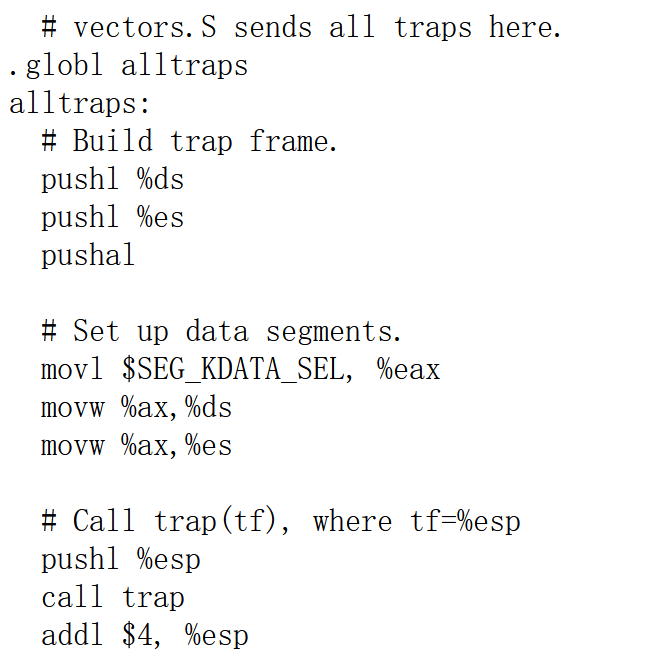 # vectors.S sends all traps here.
.globl alltraps
alltraps:
# Build trap frame.
pushl %ds
pushl %es
pushal
# Set up data segments.
movl $SEG_KDATA_SEL, %eax
movw %ax,%ds
movw %ax,%es
# Call trap(tf), where tf=%esp
pushl %esp
call trap
addl $4, %esp